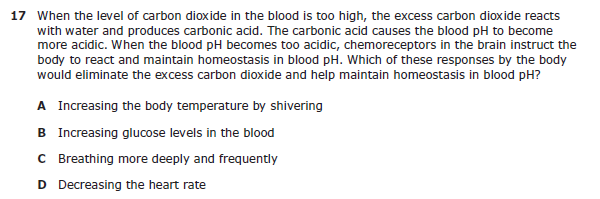 17 When the level of carbon dioxide in the blood is too high, the excess carbon dioxide reacts
with water and produces carbonic acid. The carbonic acid causes the blood pH to become
more acidic. When the blood pH becomes too acidic, chemoreceptors in the brain instruct the
body to react and maintain homeostasis in blood pH. Which of these responses by the body
would eliminate the excess carbon dioxide and help maintain homeostasis in blood pH?
A Increasing the body temperature by shivering
B Increasing glucose levels in the blood
C Breathing more deeply and frequently
D Decreasing the heart rate